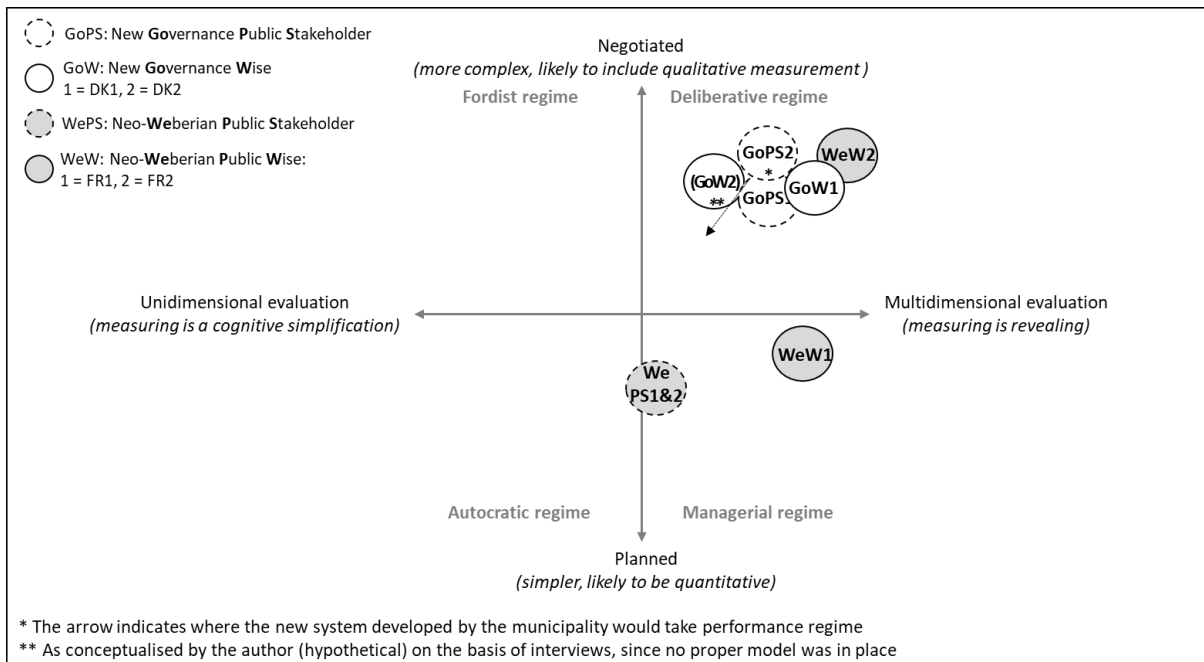 GoPS: New Governance Public Stakeholder
GoW: New Governance Wise
1 = DK1, 2 = DK2
WePS: Neo-Weberian Public Stakeholder
WeW: Neo-Weberian Public Wise:
1 = FR1, 2 = FR2
Negotiated
(more complex, likely to include qualitative measurement )
Fordist regime
Deliberative regime
GoPS2
*
WeW2
(GoW2)
**
GoW1
Unidimensional evaluation
(measuring is a cognitive simplification)
Multidimensional evaluation
(measuring is revealing)
WeW1
We
PS1&2
Autocratic regime
Managerial regime
Planned
(simpler, likely to be quantitative)
* The arrow indicates where the new system developed by the municipality would take performance regime
** As conceptualised by the author (hypothetical) on the basis of interviews, since no proper model was in place